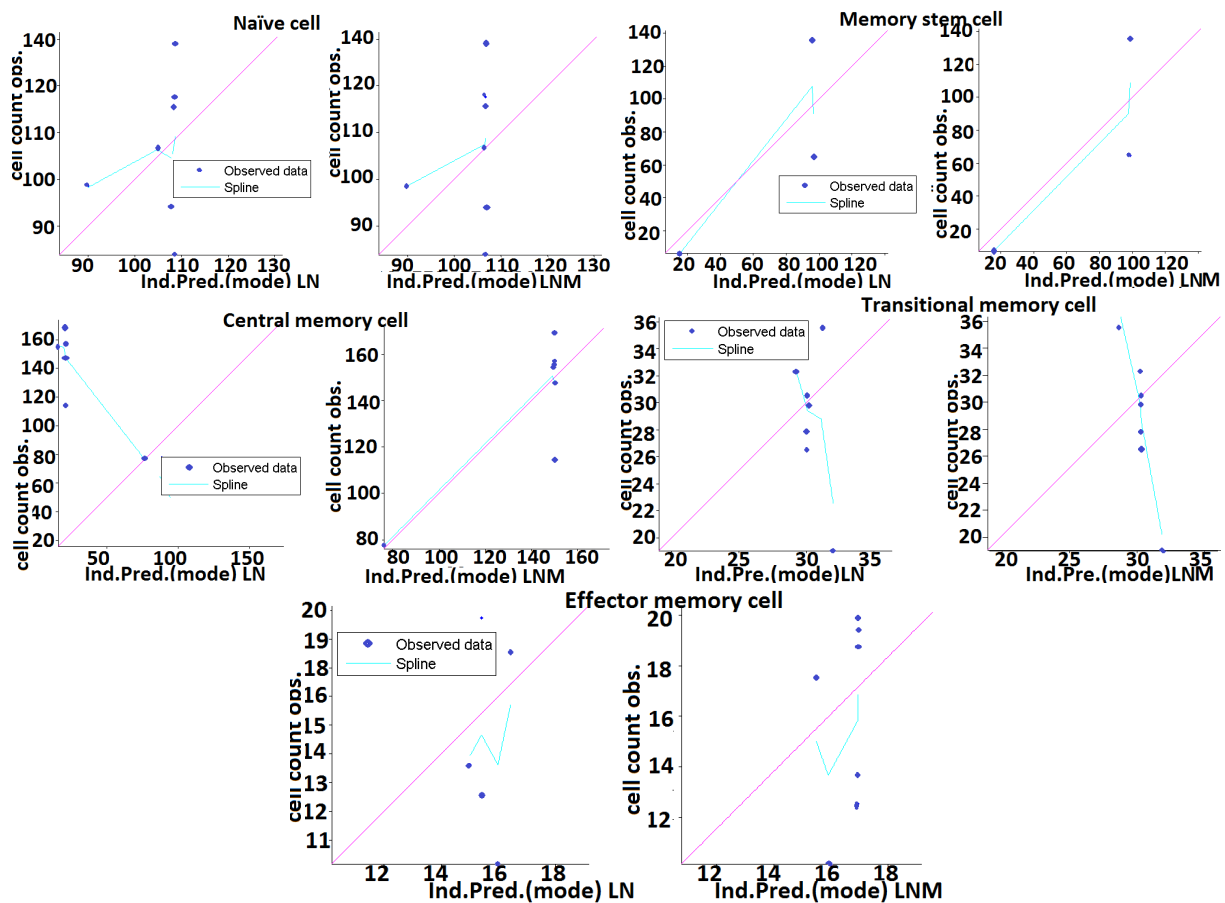 Naïve cell
140
120
110
100
90
cell count obs.
Observed data
Spline
90 100 110 120 130
Ind.Pred.(mode) LN
140
120
110
100
90
cell count obs.
90 100 110 120 130
Ind.Pred.(mode) LNM
Memory stem cell
140
120
100
80
60
40
20
cell count obs.
Observed data
Spline
20 40 60 80 100 120 140
Ind.Pred.(mode) LN
140
120
100
80
60
40
20
cell count obs.
20 40 60 80 100 120 140
Ind.Pred.(mode) LNM
Central memory cell
160
140
120
100
80
60
40
20
cell count obs.
Observed data
Spline
50 100 150
Ind.Pred.(mode) LN
160
140
120
100
80
cell count obs.
80 100 120 140 160
Ind.Pred.(mode) LNM
Transitional memory cell
36
34
32
30
28
26
24
22
20
cell count obs.
Observed data
Spline
20 25 30 35
Ind.Pre.(mode)LN
36
34
32
30
28
26
24
22
20
cell count obs.
20 25 30 35
Ind.Pre.(mode)LNM
Effector memory cell
20
19
18
16
15
14
13
12
11
cell count obs.
Observed data
Spline
12 14 16 18
Ind.Pred.(mode) LN
20
18
16
14
12
cell count obs.
12 14 16 18
Ind.Pred.(mode) LNM